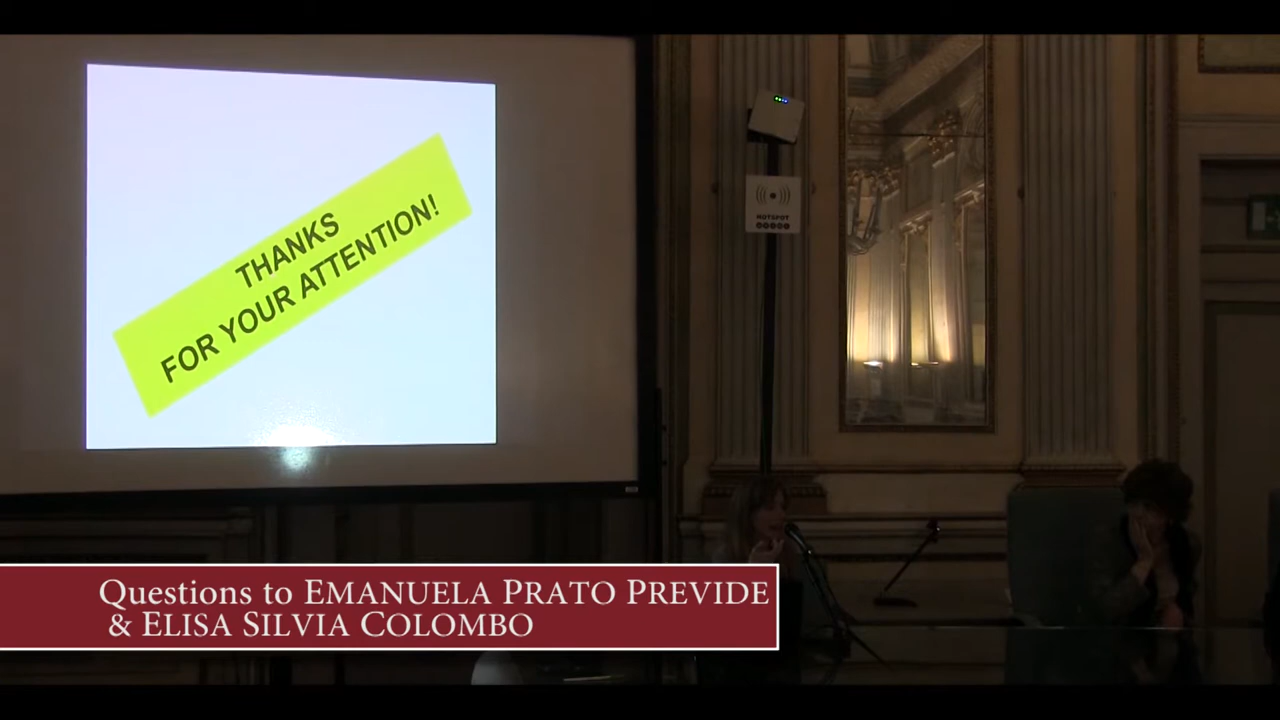 THANKS
FOR YOUR ATTENTION!
HOTSPOT
Questions to EMANUELA PRATO PREVIDE
& ELISA SILVIA COLOMBO